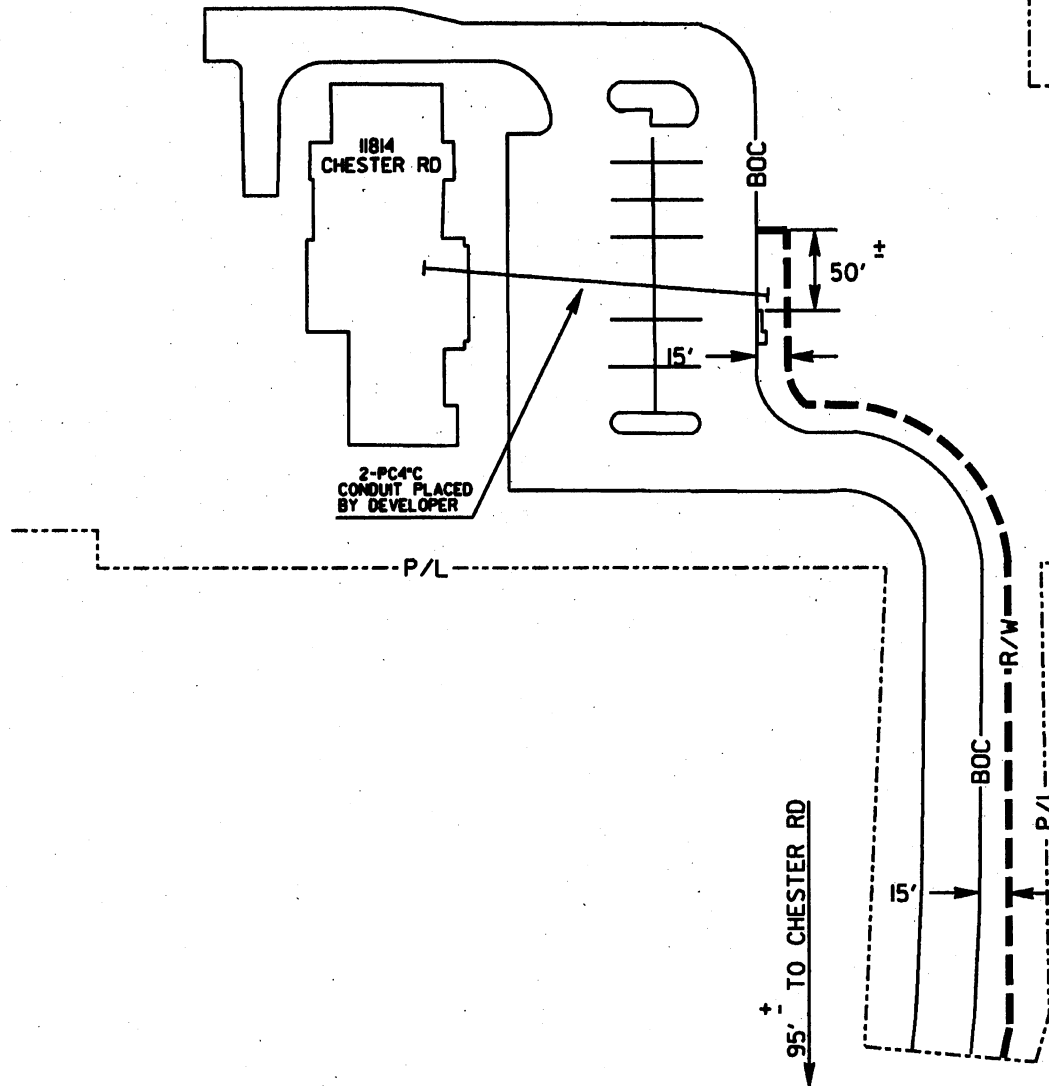 11814
CHESTER RD
BOC
50' ±
15'
2-PC4"C
CONDUIT PLACED
BY DEVELOPER
P/L
R/W
BOC
P/L
15'
95' ± TO CHESTER RD